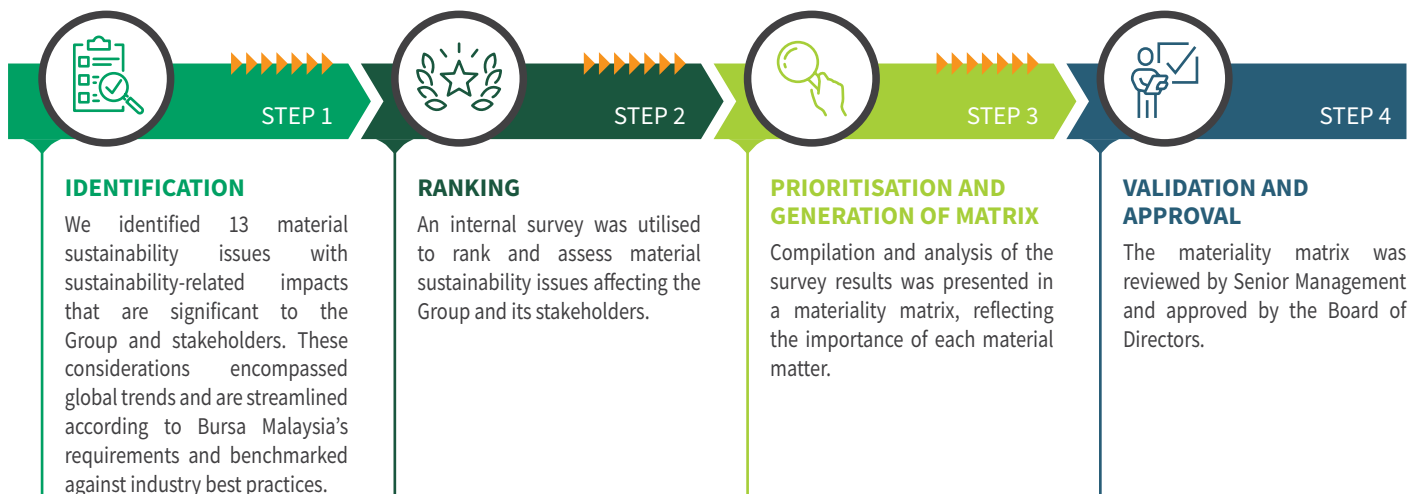 STEP 1
IDENTIFICATION
We identified 13 material
sustainability issues with
sustainability-related impacts
that are significant to the
Group and stakeholders. These
considerations encompassed
global trends and are streamlined
according to Bursa Malaysia’s
requirements and benchmarked
against industry best practices.
STEP 2
RANKING
An internal survey was utilised
to rank and assess material
sustainability issues affecting the
Group and its stakeholders.
STEP 3
PRIORITISATION AND
GENERATION OF MATRIX
Compilation and analysis of the
survey results was presented in
a materiality matrix, reflecting
the importance of each material
matter.
STEP 4
VALIDATION AND
APPROVAL
The materiality matrix was
reviewed by Senior Management
and approved by the Board of
Directors.